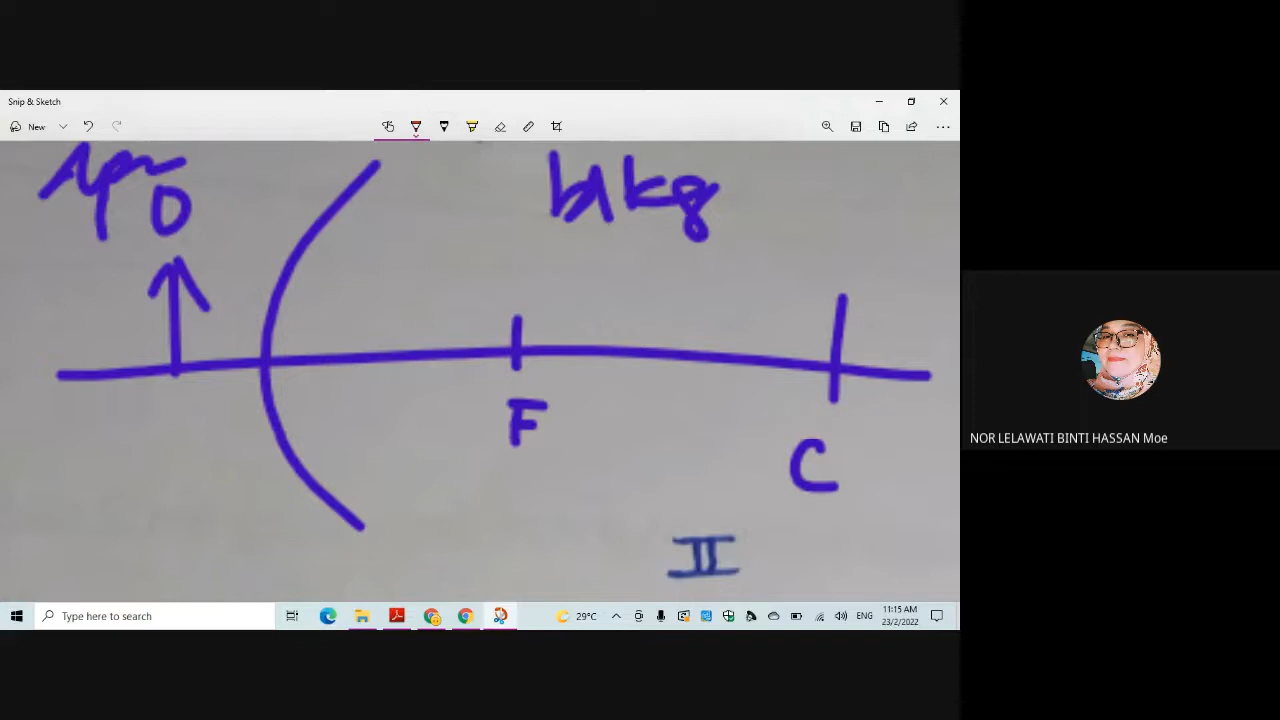 Snip & Sketch
New
O
blkg
F
C
II
NOR LELAWATI BINTI HASSAN Moe
Type here to search
29°C
ENG
11:15 AM
23/2/2022